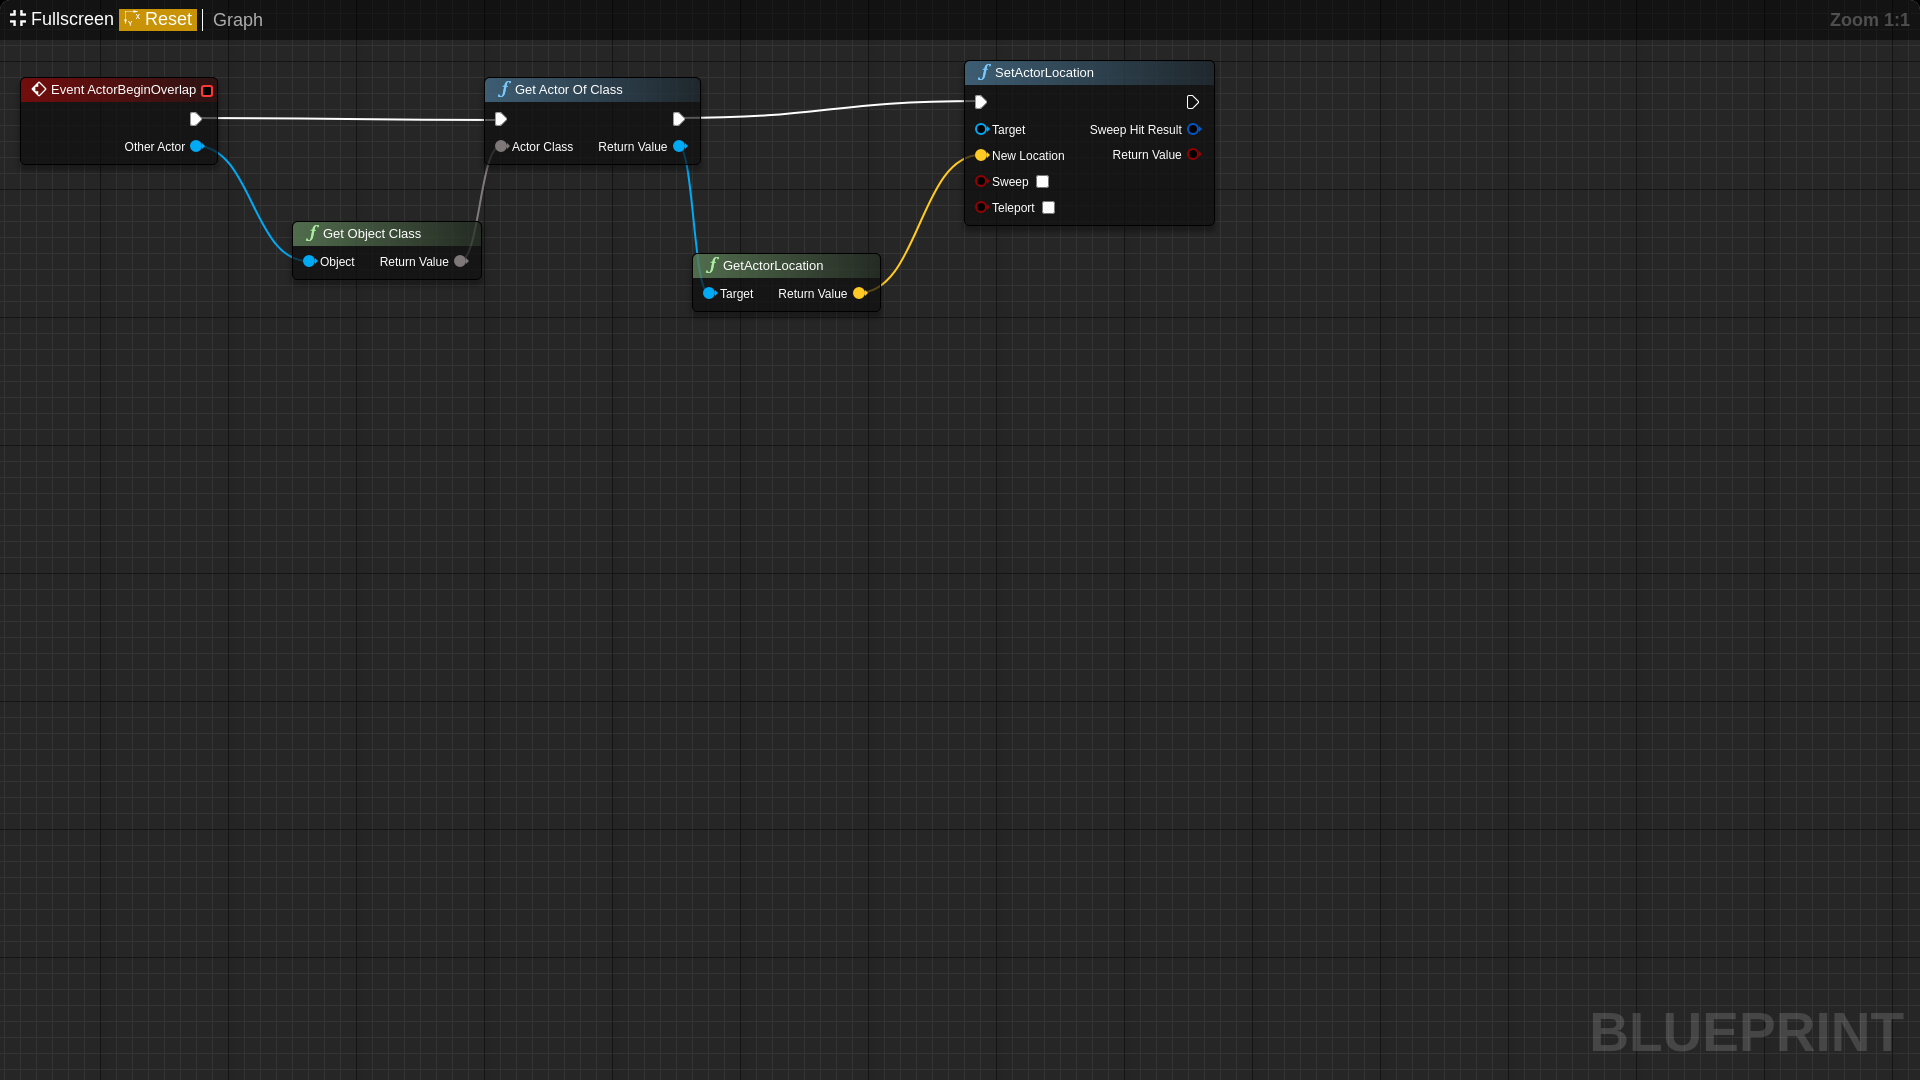 Fullscreen Reset Graph Zoom 1:1
Event ActorBeginOverlap
Other Actor
Get Object Class
Object Return Value
Get Actor Of Class
Actor Class Return Value
GetActorLocation
Target Return Value
SetActorLocation
Target Sweep Hit Result
New Location Return Value
Sweep
Teleport
BLUEPRINT